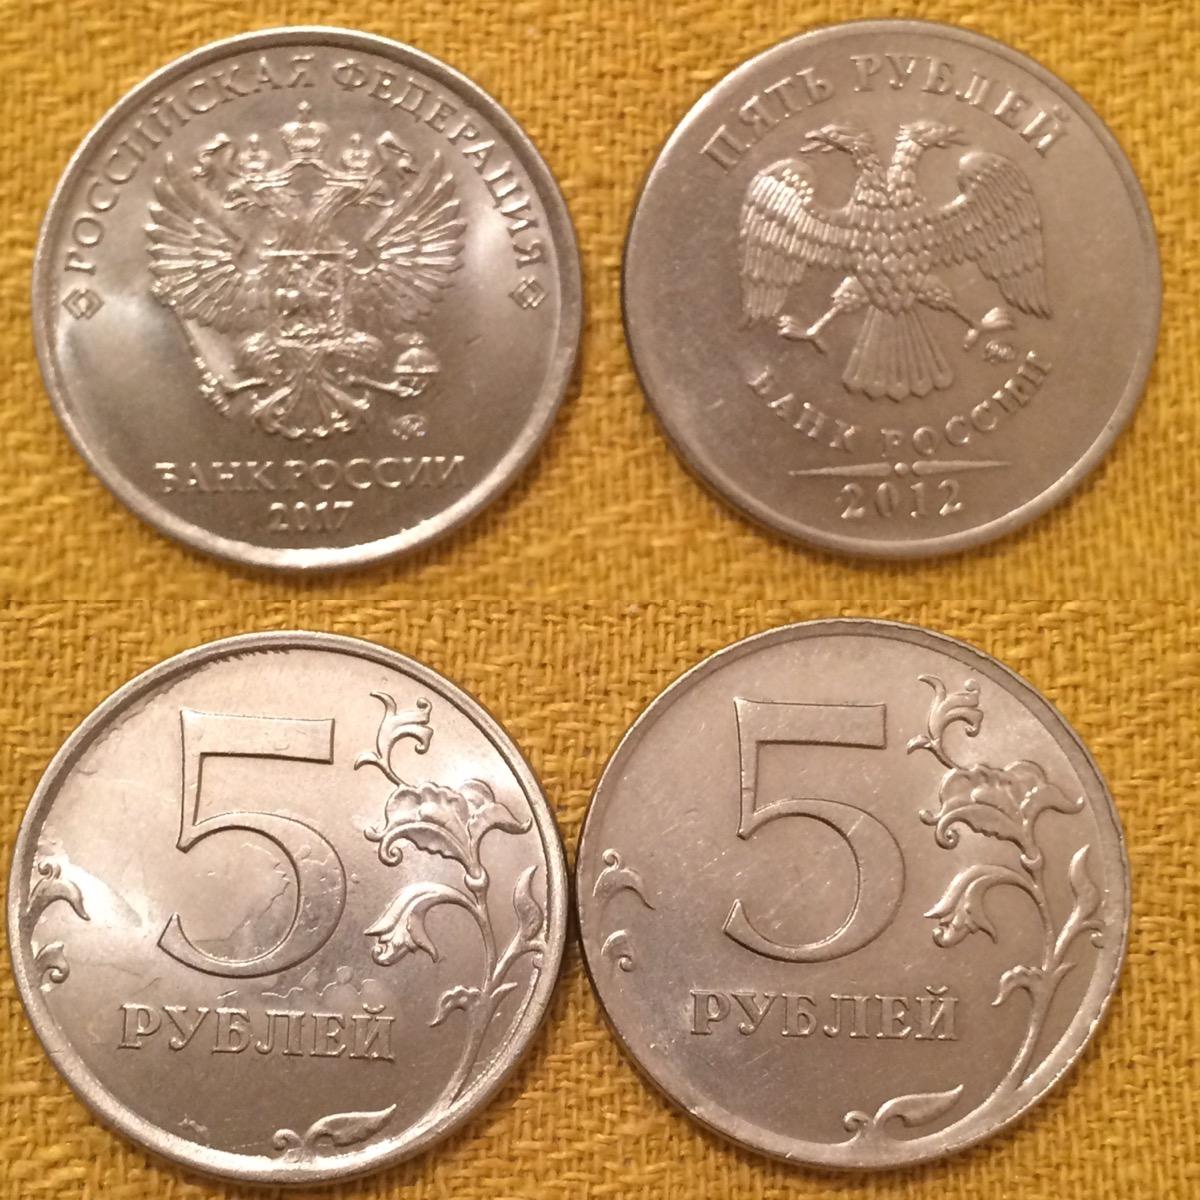 РОССИЙСКАЯ ФЕДЕРАЦИЯ
БАНК РОССИИ
2017
ПЯТЬ РУБЛЕЙ
БАНК РОССИИ
2012
5
РУБЛЕЙ
5
РУБЛЕЙ